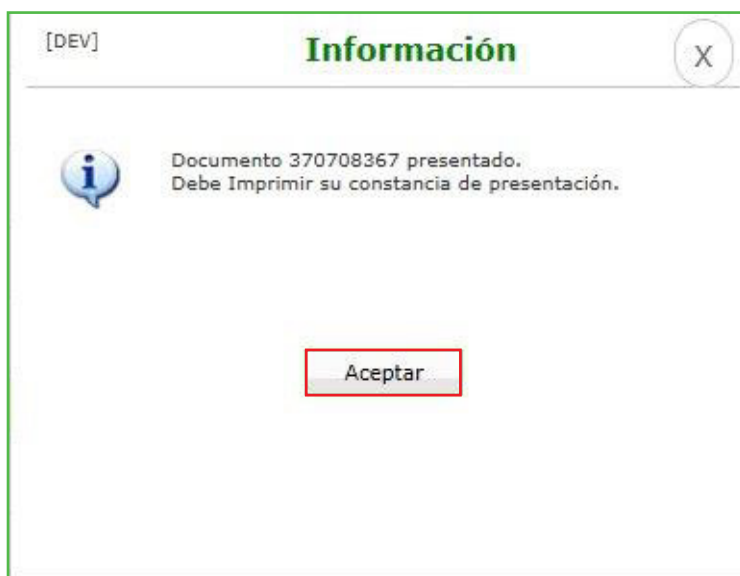 [DEV]
Información
X
Documento 370708367 presentado.
Debe Imprimir su constancia de presentación.
Aceptar